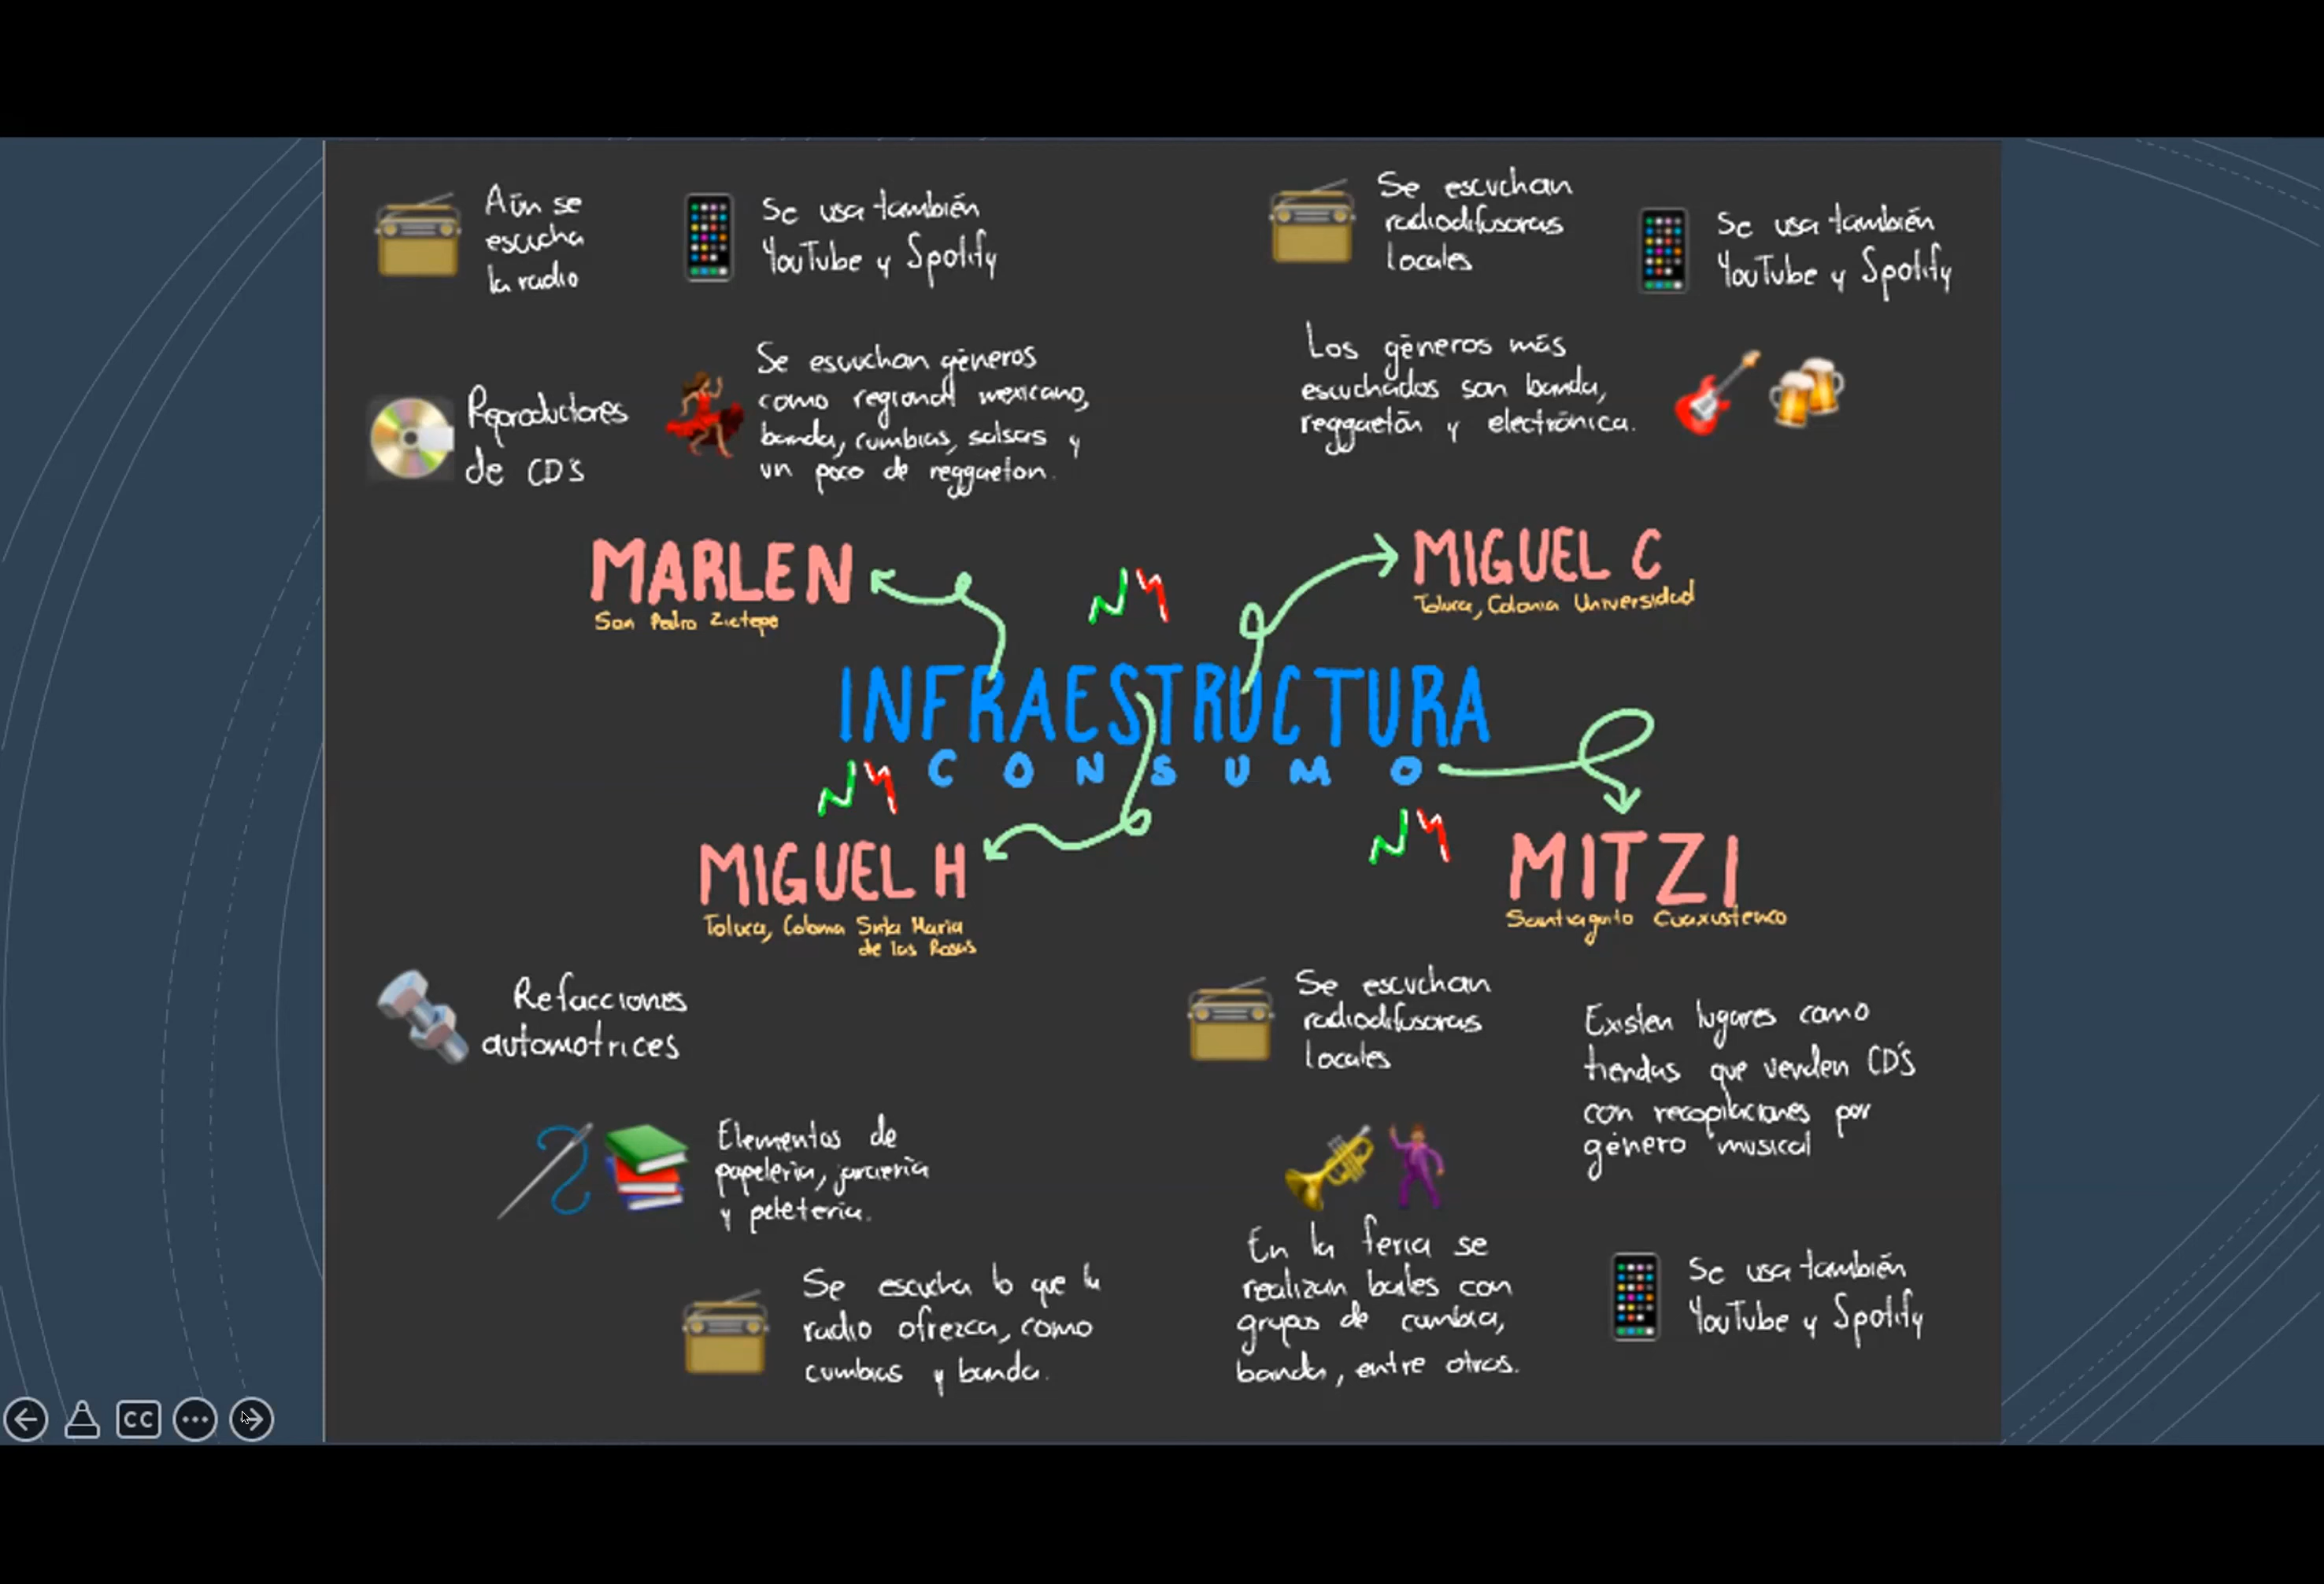 Aún se
escucha
la radio
Se usa también
YouTube y Spotify
Reproductores
de CD's
Se escuchan géneros
como regional mexicano,
banda, cumbias, salsas y
un poco de reggaeton.
MARLEN
San Pedro Zictepe
Se escuchan
radiodifusoras
locales
Se usa también
YouTube y Spotify
Los géneros más
escuchados son banda,
reggaetón y electrónica.
MIGUEL C
Toluca, Colonia Universidad
INFRAESTRUCTURA
CONSUMO
MIGUEL H
Toluca, Colonia Santa Maria
de las Rosas
Refacciones
automotrices
Elementos de
papelería, jarciería
y peletería.
Se escucha lo que la
radio ofrezca, como
cumbias y banda.
MITZI
Santiaguito Cuaxustenco
Se escuchan
radiodifusoras
locales
Existen lugares como
tiendas que venden CD'S
con recopilaciones por
género musical
En la feria se
realizan bailes con
grupos de cumbia,
banda, entre otros.
Se usa también
YouTube y Spotify
CC